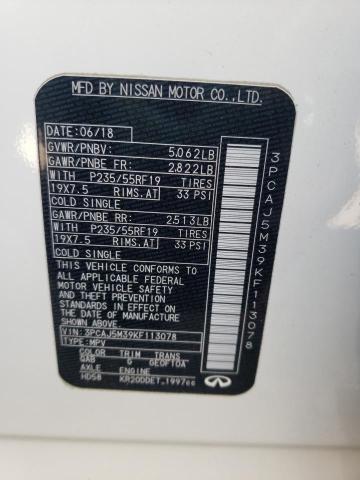 MFD BY NISSAN MOTOR CO.,LTD.
DATE:06/18
GVWR/PNBV: 5,062LB
GAWR/PNBE FR: 2,822LB
WITH P235/55RF19 TIRES
19X7.5 RIMS.AT 33 PSI
COLD SINGLE
GAWR/PNBE RR: 2513LB
WITH P235/55RF19 TIRES
19X7.5 RIMS.AT 33 PSI
COLD SINGLE
THIS VEHICLE CONFORMS TO
ALL APPLICABLE FEDERAL
MOTOR VEHICLE SAFETY
AND THEFT PREVENTION
STANDARDS IN EFFECT ON
THE DATE OF MANUFACTURE
SHOWN ABOVE.
VIN:3PCAJ5M39KF113078
TYPE:MPV
COLOR TRIM TRANS
QAB G
AXLE ENGINE
HD58 KR20DDET 1997cc
INFINITI
3PCAJ5M39KF113078